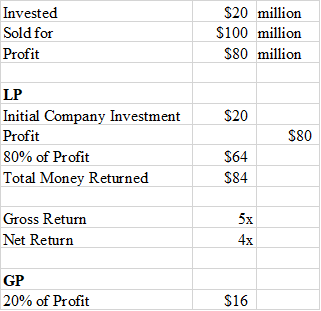 Invested $20 million
Sold for $100 million
Profit $80 million
LP
Initial Company Investment $20
Profit $80
80% of Profit $64
Total Money Returned $84
Gross Return 5x
Net Return 4x
GP
20% of Profit $16